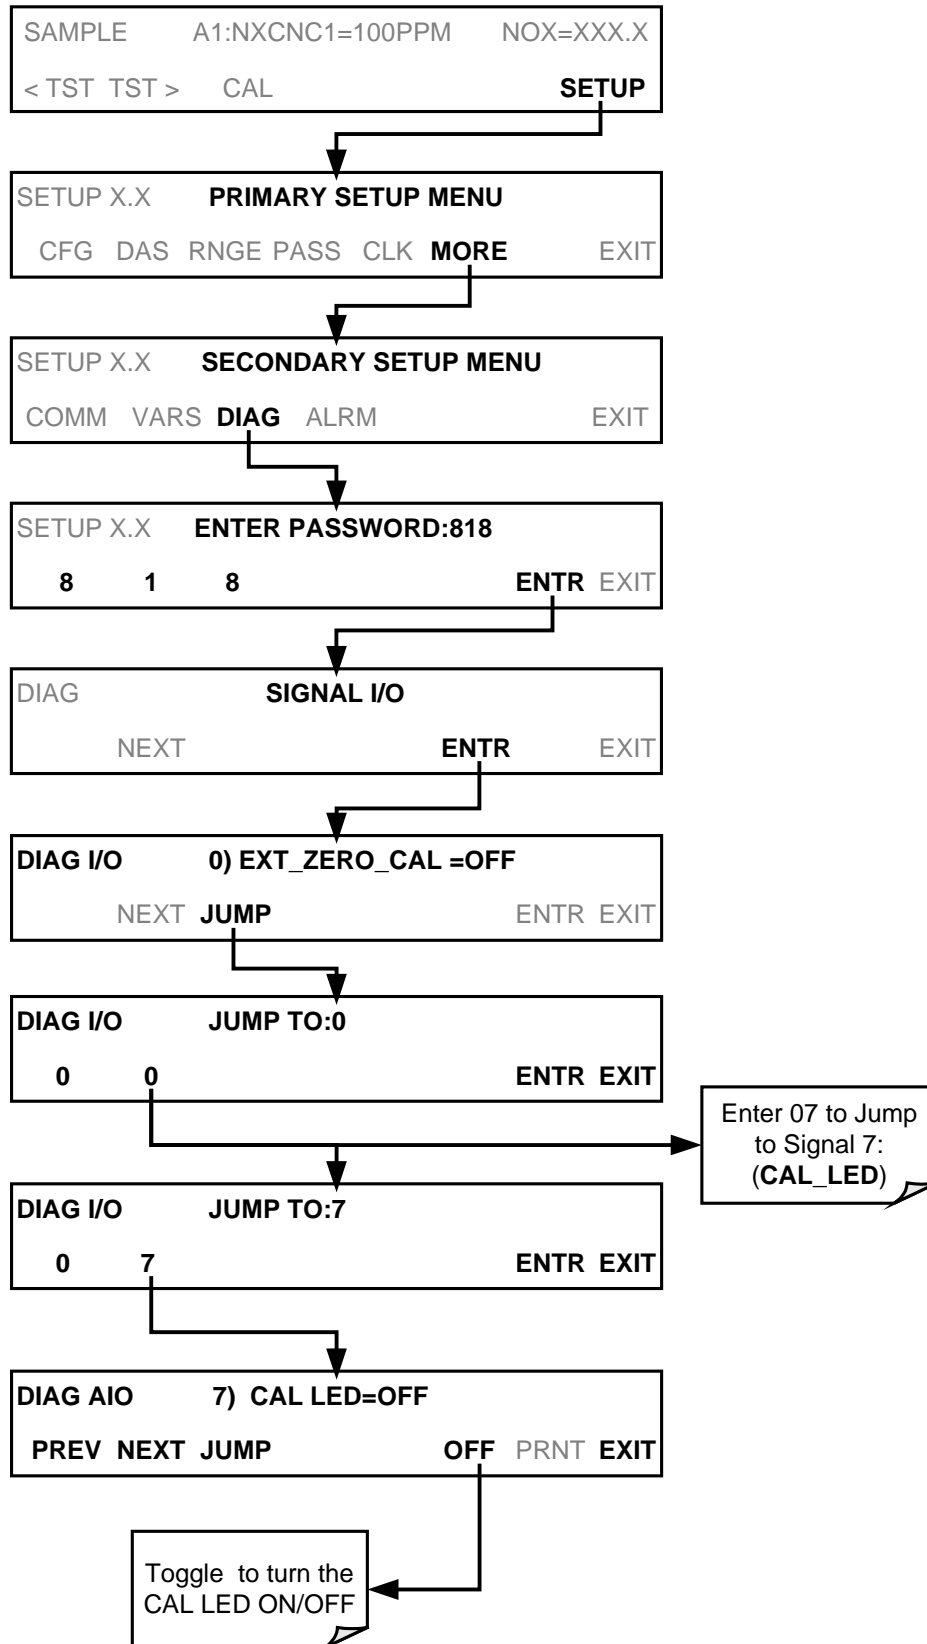 SAMPLE A1:NXCNC1=100PPM NOX=XXX.X
< TST TST > CAL SETUP
SETUP X.X PRIMARY SETUP MENU
CFG DAS RNGE PASS CLK MORE EXIT
SETUP X.X SECONDARY SETUP MENU
COMM VARS DIAG ALRM EXIT
SETUP X.X ENTER PASSWORD:818
8 1 8 ENTR EXIT
DIAG SIGNAL I/O
NEXT ENTR EXIT
DIAG I/O 0) EXT_ZERO_CAL =OFF
NEXT JUMP ENTR EXIT
DIAG I/O JUMP TO:0
0 0 ENTR EXIT
Enter 07 to Jump
to Signal 7:
(CAL_LED)
DIAG I/O JUMP TO:7
0 7 ENTR EXIT
DIAG AIO 7) CAL LED=OFF
PREV NEXT JUMP OFF PRNT EXIT
Toggle to turn the
CAL LED ON/OFF